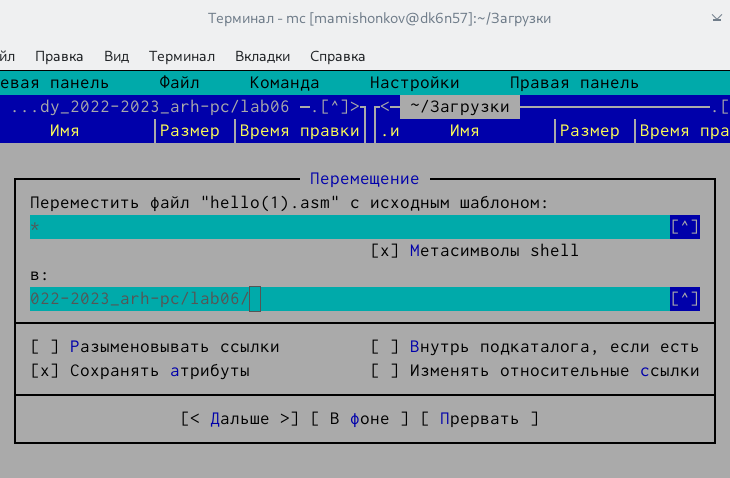 Терминал - mc [mamishonkov@dk6n57]:~/Загрузки
йл Правка Вид Терминал Вкладки Справка
евая панель Файл Команда Настройки Правая панель
...dy_2022-2023_arh-pc/lab06 .[^]> < ~/Загрузки .[
Имя Размер Время правки .и Имя Размер Время пра
Перемещение
Переместить файл "hello(1).asm" с исходным шаблоном:
* [^]
[x] Метасимволы shell
в:
022-2023_arh-pc/lab06/ [^]
[ ] Разыменовывать ссылки [ ] Внутрь подкаталога, если есть
[x] Сохранять атрибуты [ ] Изменять относительные ссылки
[< Дальше >] [ В фоне ] [ Прервать ]